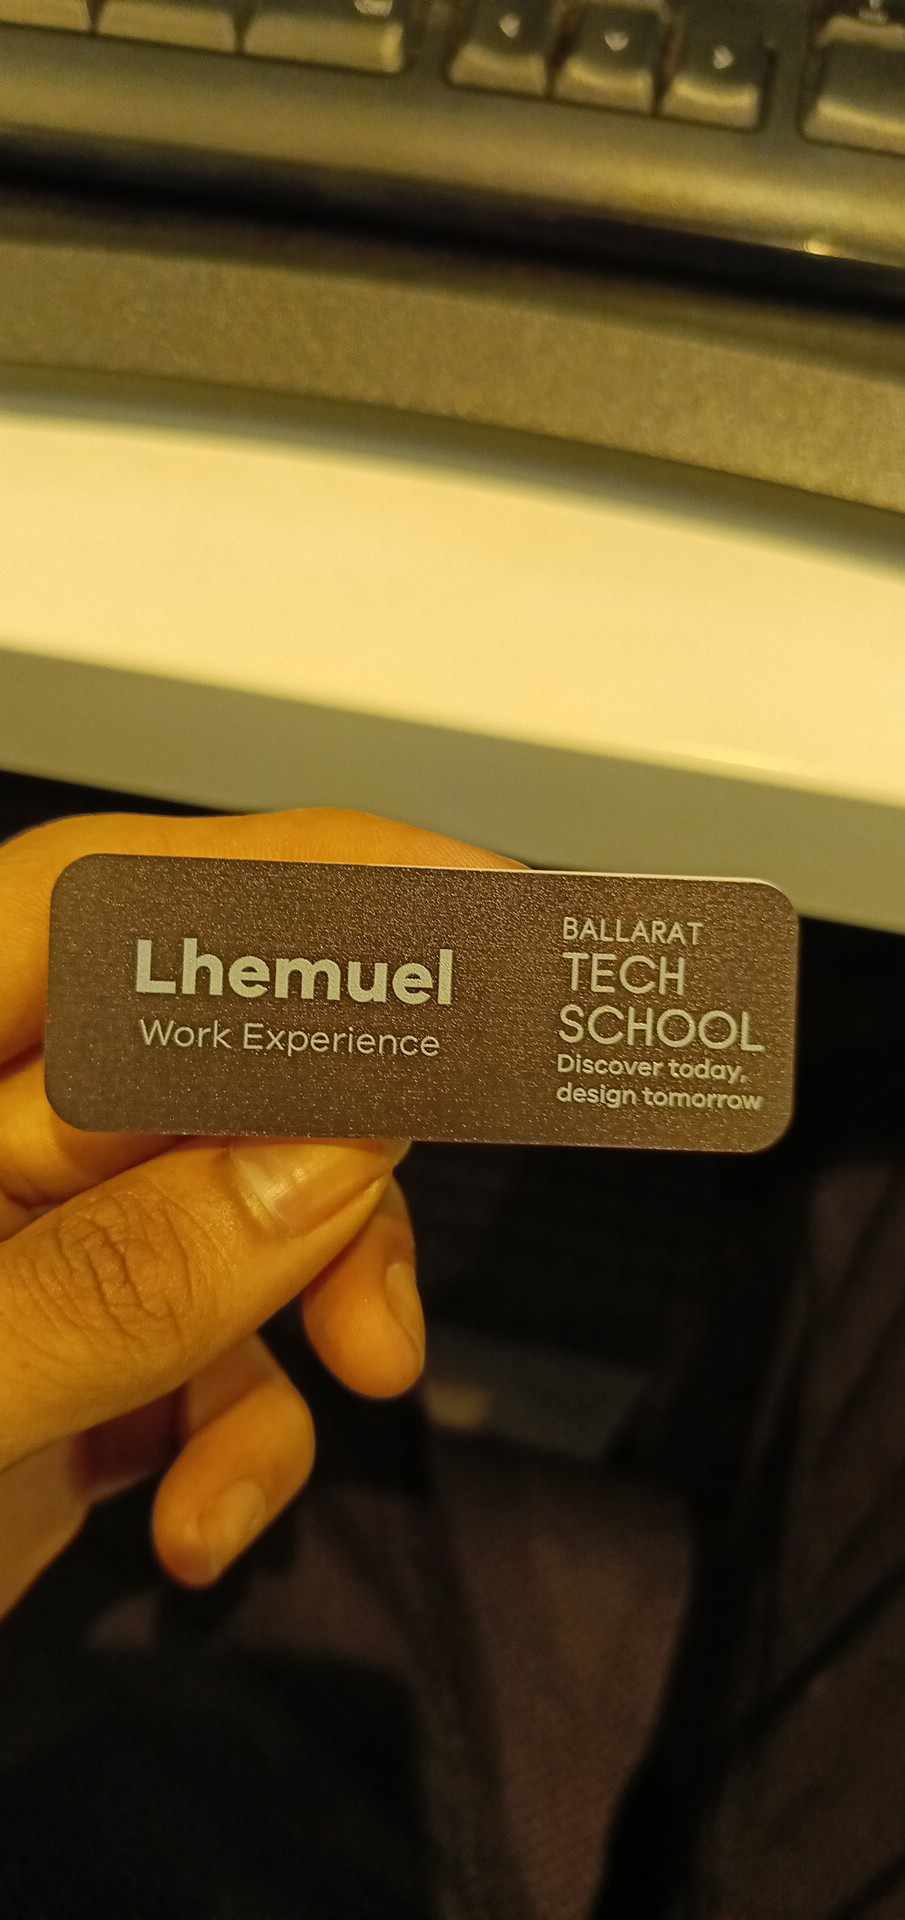 Lhemuel
Work Experience
BALLARAT
TECH
SCHOOL
Discover today,
design tomorrow